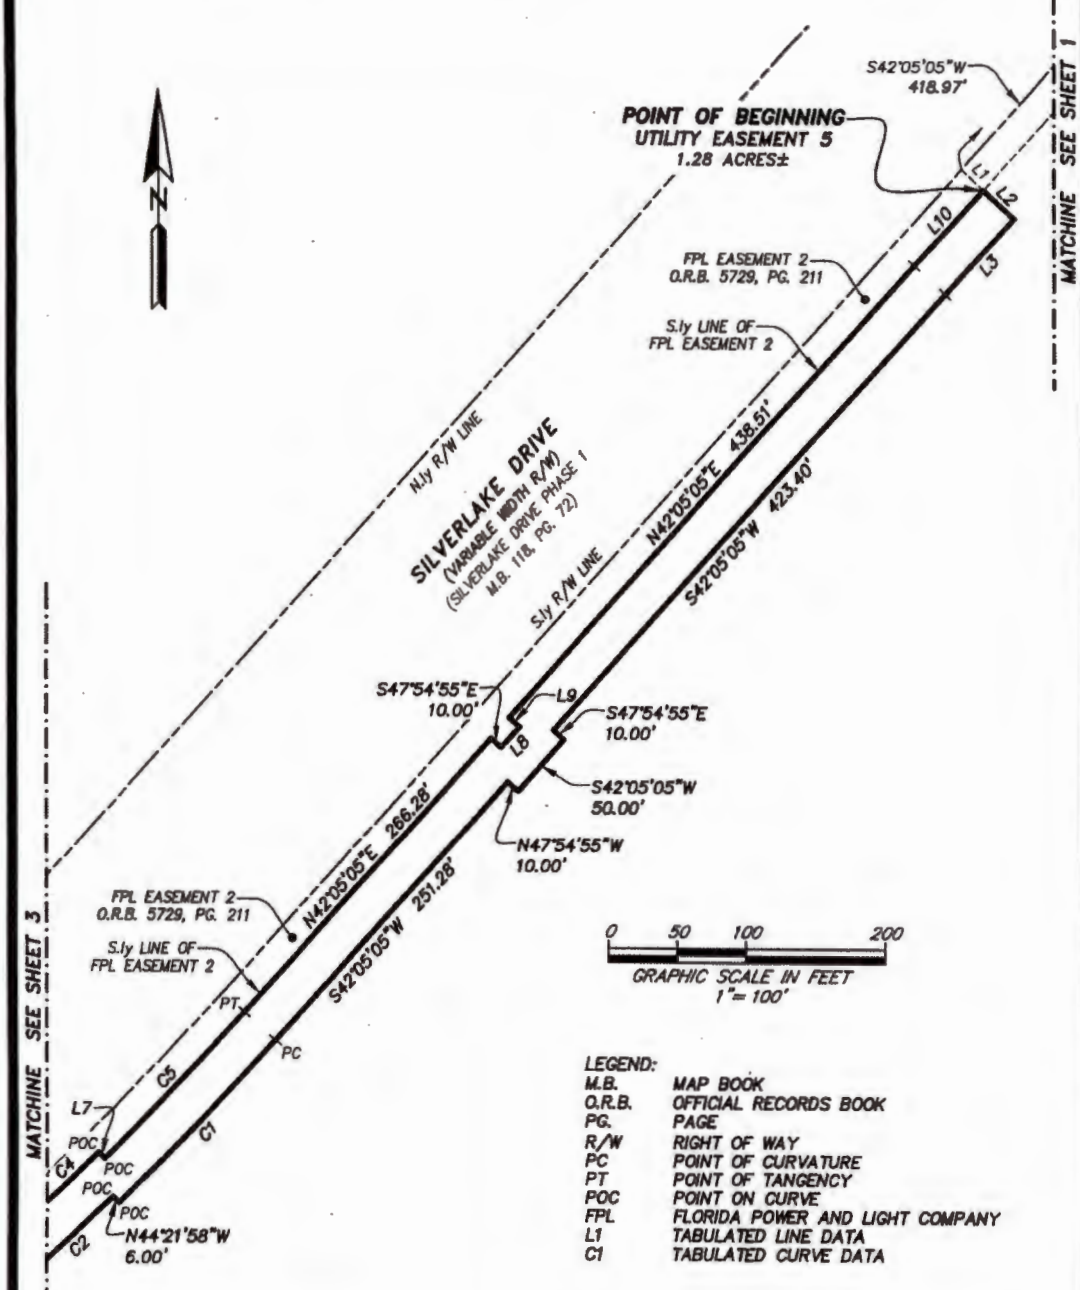 S42°05'05"W
418.97'
MATCHINE SEE SHEET 1
POINT OF BEGINNING
UTILITY EASEMENT 5
1.28 ACRES±
L1
L2
L10
L3
N
FPL EASEMENT 2
O.R.B. 5729, PG. 211
S.ly LINE OF
FPL EASEMENT 2
N.ly R/W LINE
SILVERLAKE DRIVE
(VARIABLE WIDTH R/W)
(SILVERLAKE DRIVE PHASE 1
M.B. 118, PG. 72)
N42°05'05"E 438.51'
S42°05'05"W 423.40'
S.ly R/W LINE
S47°54'55"E
10.00'
L9
L8
S47°54'55"E
10.00'
S42°05'05"W
50.00'
N47°54'55"W
10.00'
N42°05'05"E 266.28'
S42°05'05"W 251.28'
FPL EASEMENT 2
O.R.B. 5729, PG. 211
S.ly LINE OF
FPL EASEMENT 2
MATCHINE SEE SHEET 3
PT
PC
C5
L7
C1
POC
C4
POC
POC
POC
C2
N44°21'58"W
6.00'
0 50 100 200
GRAPHIC SCALE IN FEET
1"= 100'
LEGEND:
M.B. MAP BOOK
O.R.B. OFFICIAL RECORDS BOOK
PG. PAGE
R/W RIGHT OF WAY
PC POINT OF CURVATURE
PT POINT OF TANGENCY
POC POINT ON CURVE
FPL FLORIDA POWER AND LIGHT COMPANY
L1 TABULATED LINE DATA
C1 TABULATED CURVE DATA